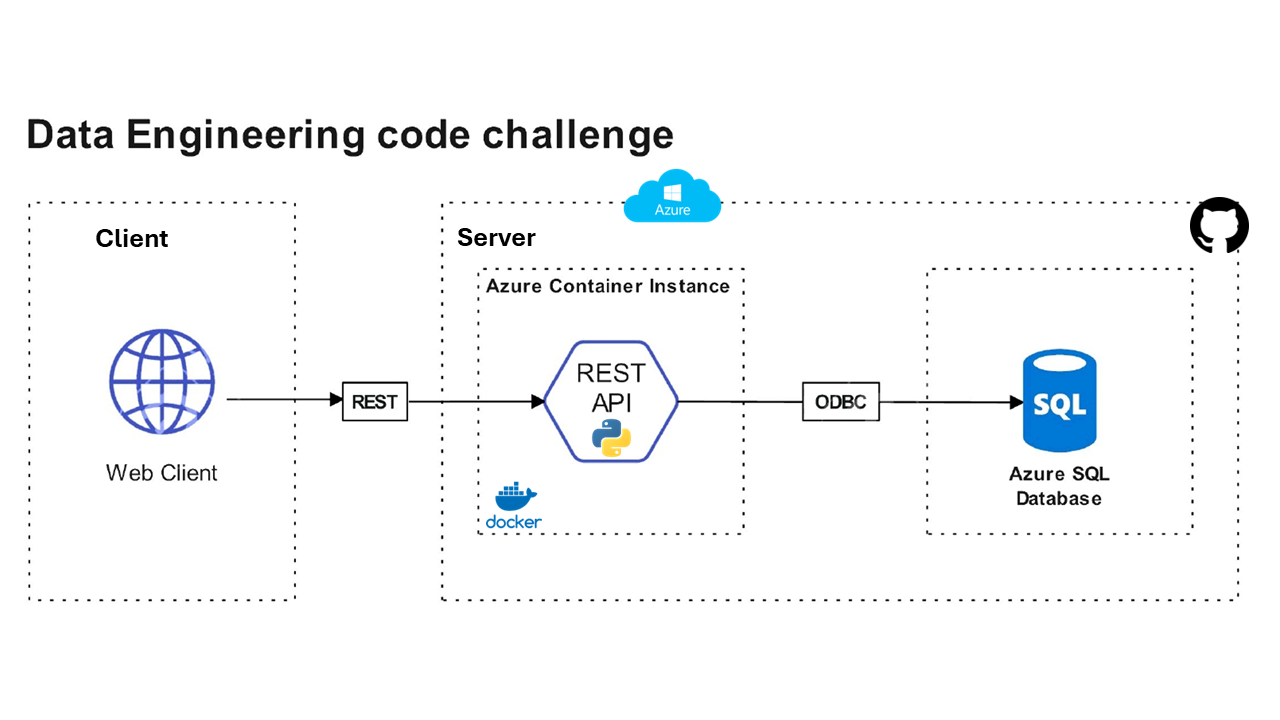 Data Engineering code challenge
Azure
Client
Server
Azure Container Instance
REST
API
REST
ODBC
SQL
Web Client
docker
Azure SQL
Database